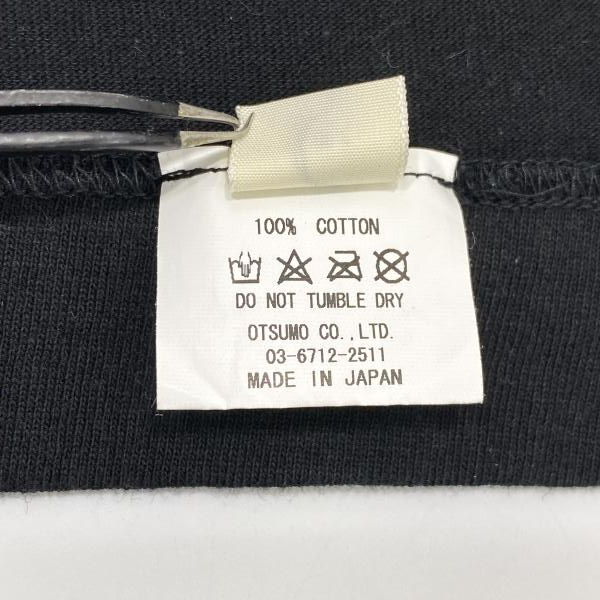 100% COTTON
DO NOT TUMBLE DRY
OTSUMO CO.,LTD.
03-6712-2511
MADE IN JAPAN